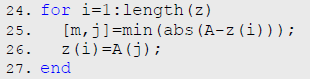 24. for i=1:length(z)
25.   [m,j]=min(abs(A-z(i)));
26.   z(i)=A(j);
27. end